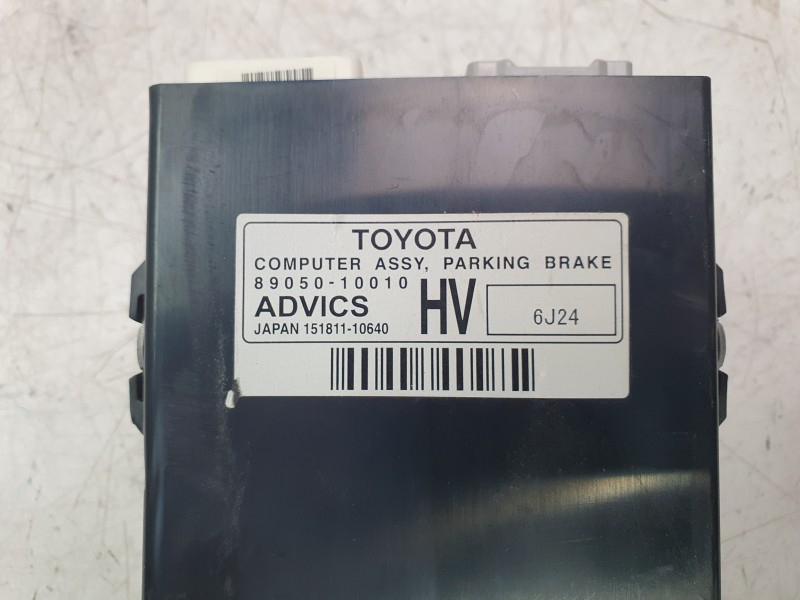 TOYOTA
COMPUTER ASSY, PARKING BRAKE
89050-10010
ADVICS HV 6J24
JAPAN 151811-10640